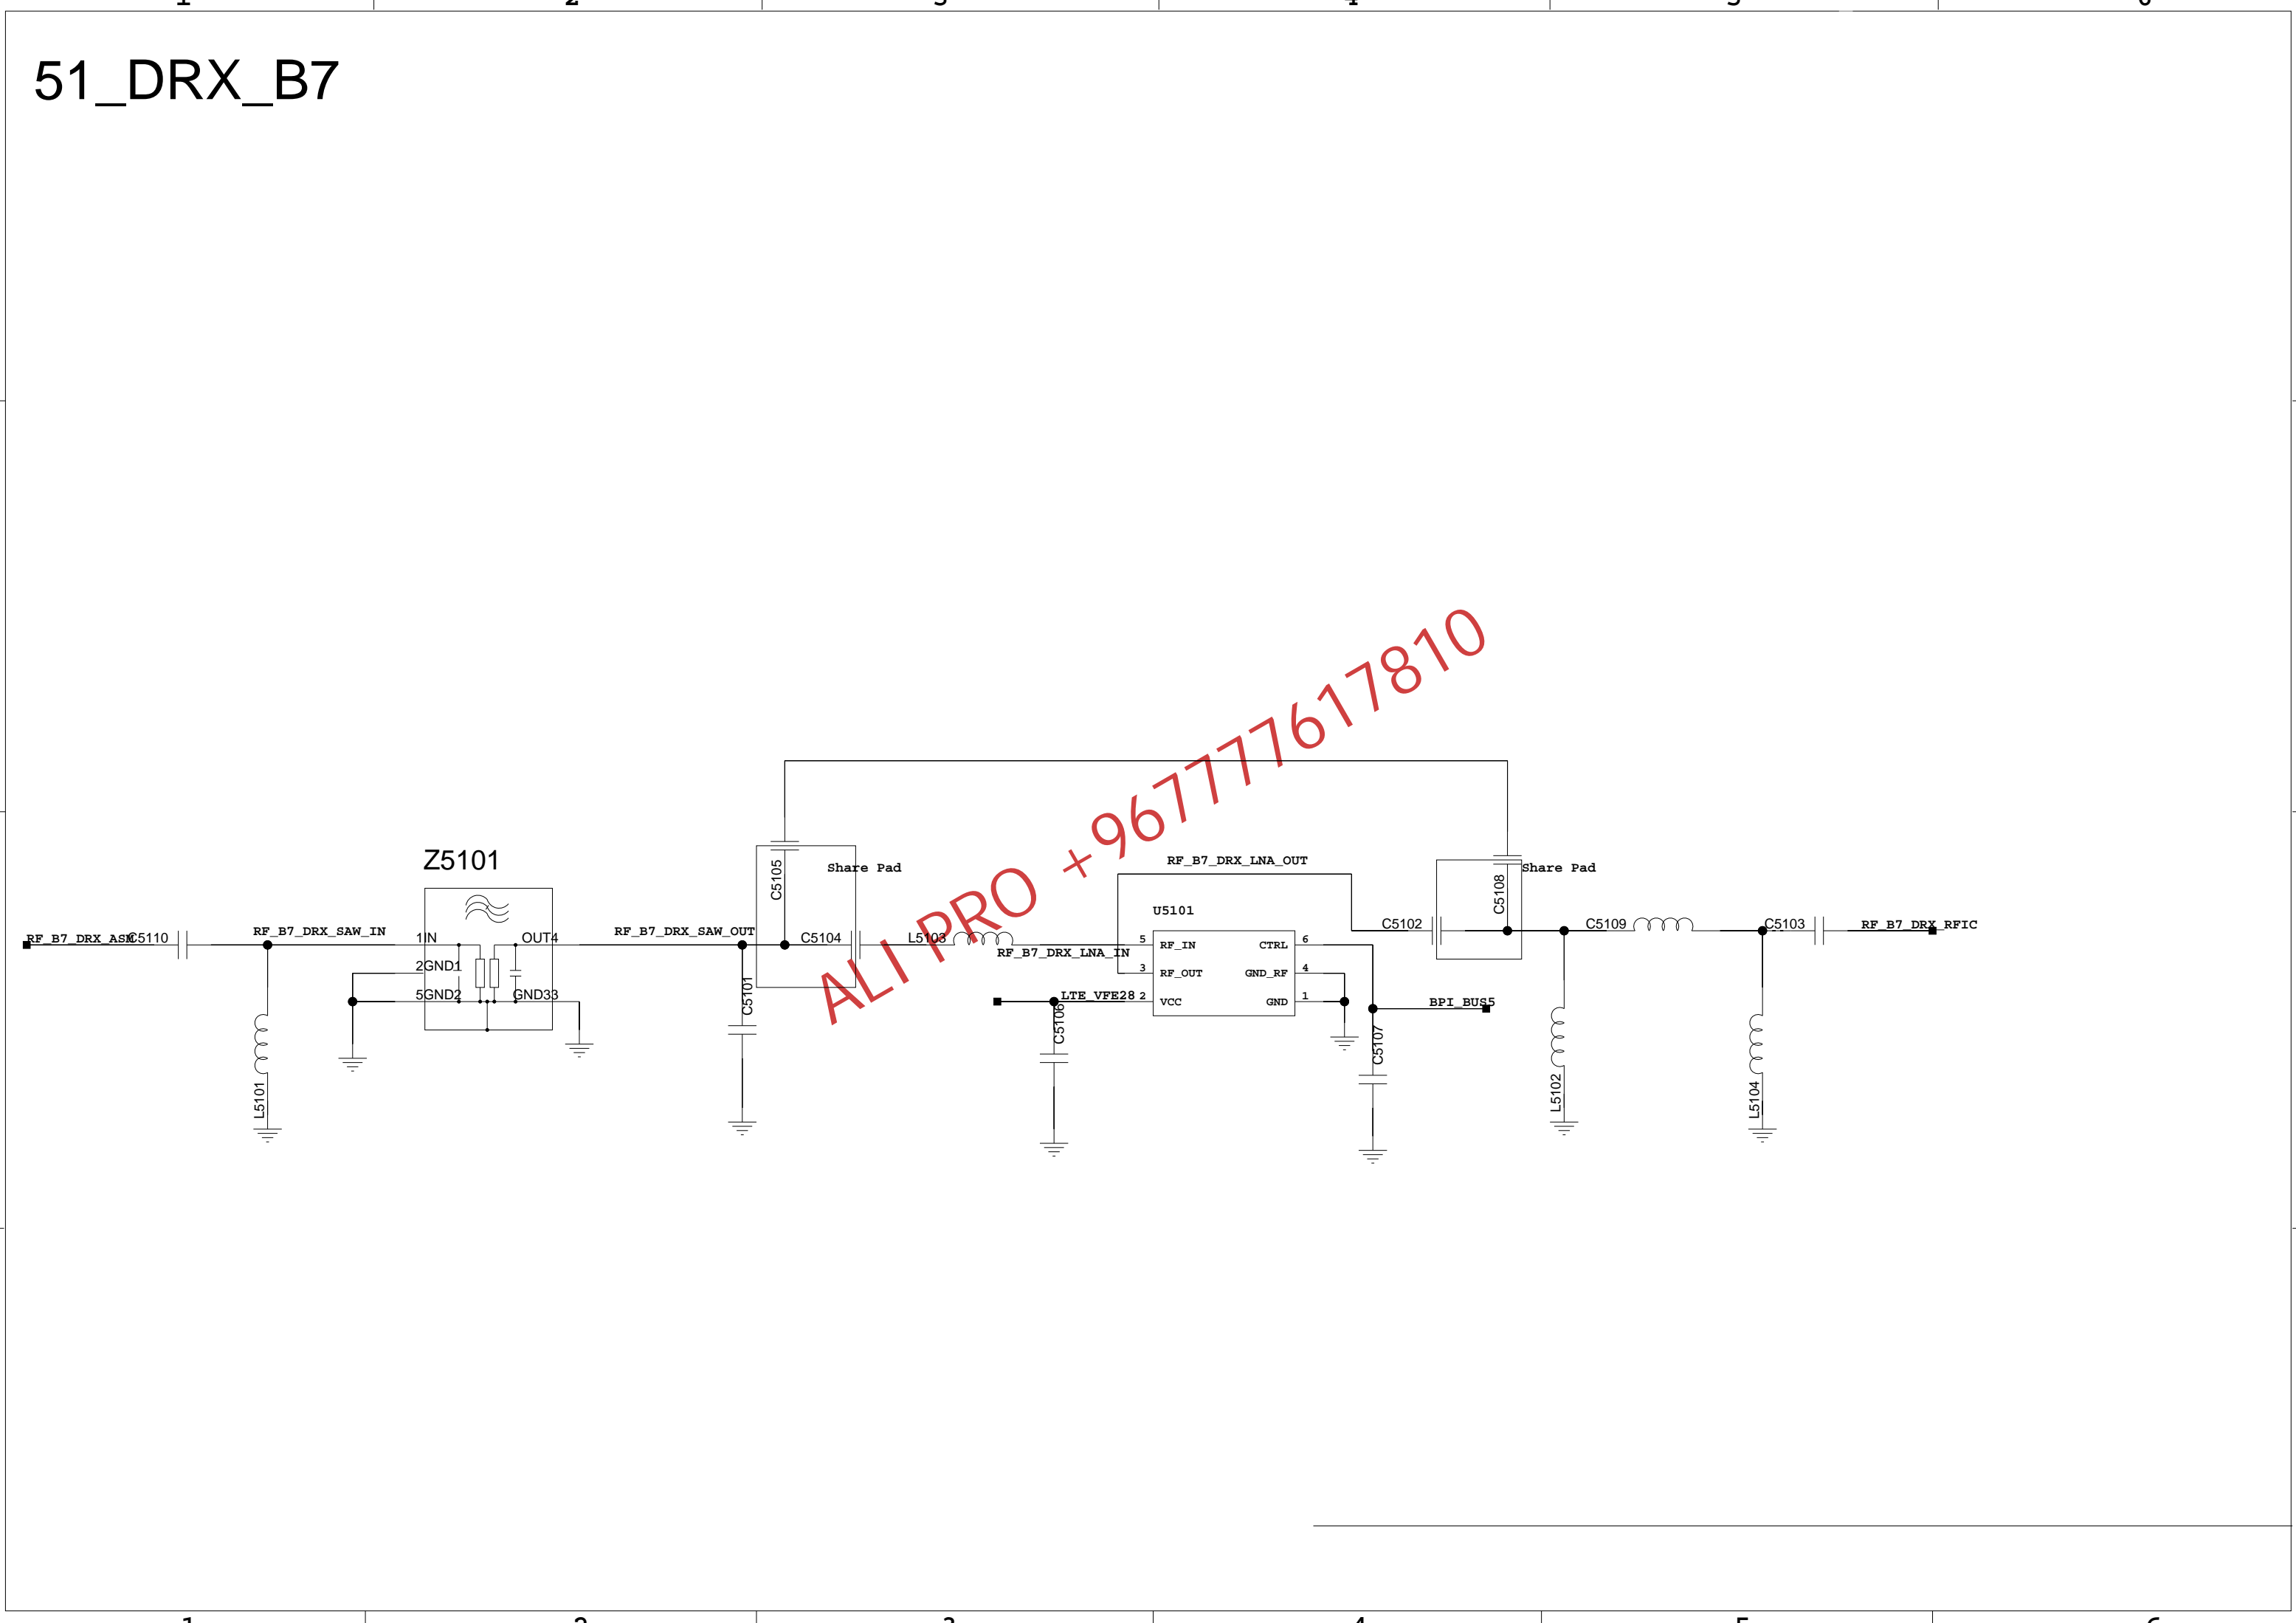 51_DRX_B7
ALI PRO +967777617810
Z5101
Share Pad
Share Pad
C5105
C5108
RF_B7_DRX_LNA_OUT
U5101
RF_B7_DRX_ASM
C5110
RF_B7_DRX_SAW_IN
1IN
OUT4
2GND1
5GND2
GND33
RF_B7_DRX_SAW_OUT
C5104
L5103
RF_B7_DRX_LNA_IN
5 RF_IN CTRL 6
3 RF_OUT GND_RF 4
2 VCC GND 1
LTE_VFE28
BPI_BUS5
C5102
C5109
C5103
RF_B7_DRX_RFIC
C5101
C5106
C5107
L5101
L5102
L5104
1 2 3 4 5 6